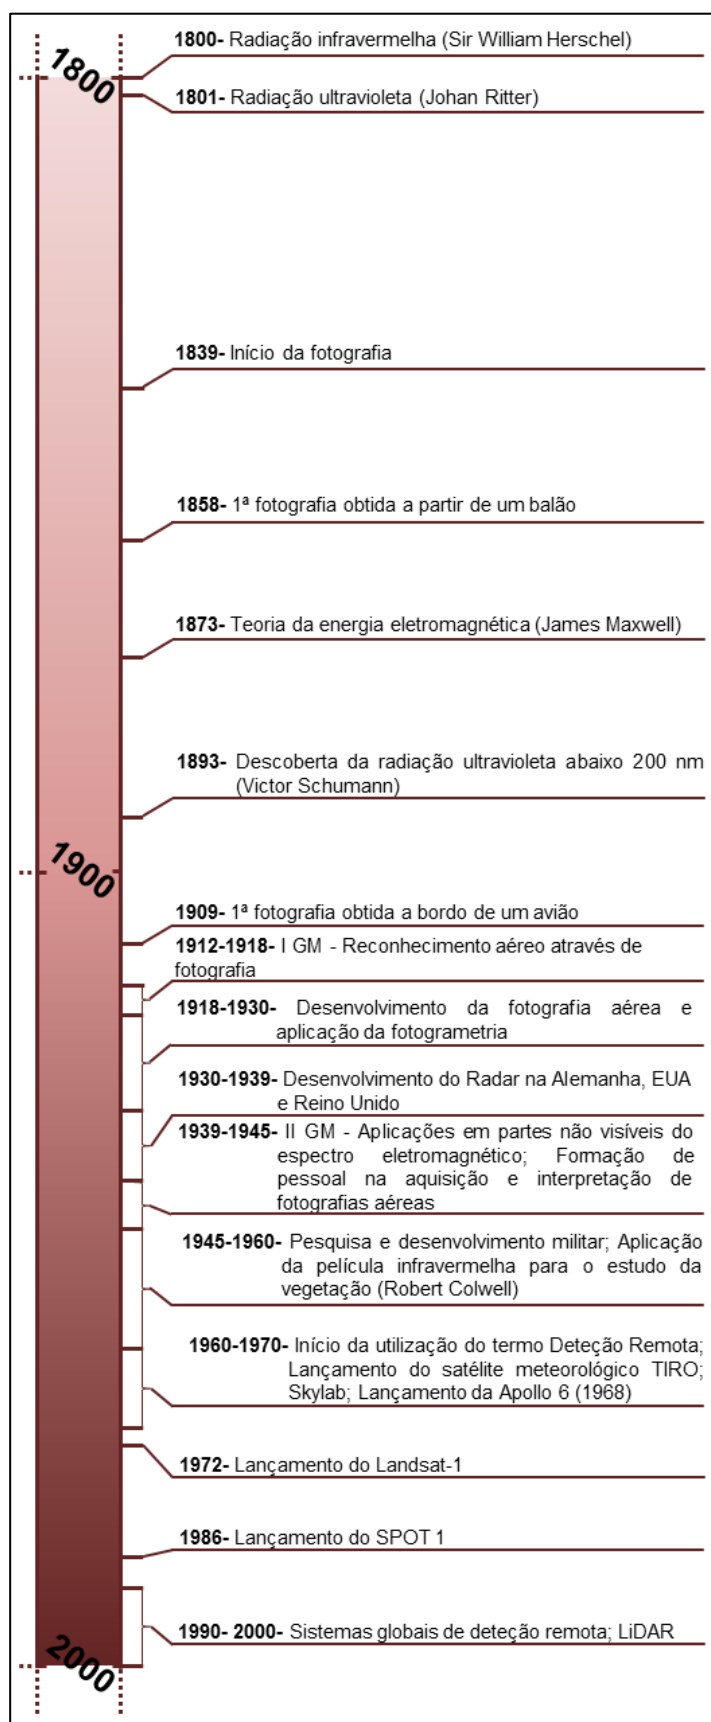 1800
1800- Radiação infravermelha (Sir William Herschel)
1801- Radiação ultravioleta (Johan Ritter)
1839- Início da fotografia
1858- 1ª fotografia obtida a partir de um balão
1873- Teoria da energia eletromagnética (James Maxwell)
1893- Descoberta da radiação ultravioleta abaixo 200 nm
(Victor Schumann)
1900
1909- 1ª fotografia obtida a bordo de um avião
1912-1918- I GM - Reconhecimento aéreo através de
fotografia
1918-1930- Desenvolvimento da fotografia aérea e
aplicação da fotogrametria
1930-1939- Desenvolvimento do Radar na Alemanha, EUA
e Reino Unido
1939-1945- II GM - Aplicações em partes não visíveis do
espectro eletromagnético; Formação de
pessoal na aquisição e interpretação de
fotografias aéreas
1945-1960- Pesquisa e desenvolvimento militar; Aplicação
da película infravermelha para o estudo da
vegetação (Robert Colwell)
1960-1970- Início da utilização do termo Deteção Remota;
Lançamento do satélite meteorológico TIRO;
Skylab; Lançamento da Apollo 6 (1968)
1972- Lançamento do Landsat-1
1986- Lançamento do SPOT 1
1990- 2000- Sistemas globais de deteção remota; LiDAR
2000